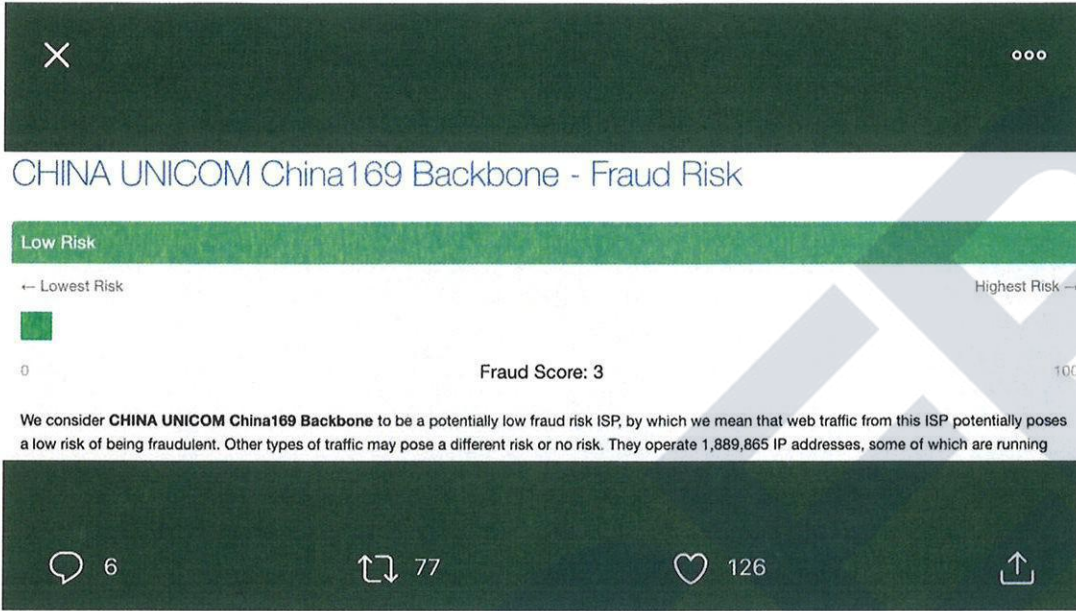 CHINA UNICOM China169 Backbone - Fraud Risk
Low Risk
← Lowest Risk
Highest Risk →
0
Fraud Score: 3
100
We consider CHINA UNICOM China169 Backbone to be a potentially low fraud risk ISP, by which we mean that web traffic from this ISP potentially poses
a low risk of being fraudulent. Other types of traffic may pose a different risk or no risk. They operate 1,889,865 IP addresses, some of which are running
6
77
126